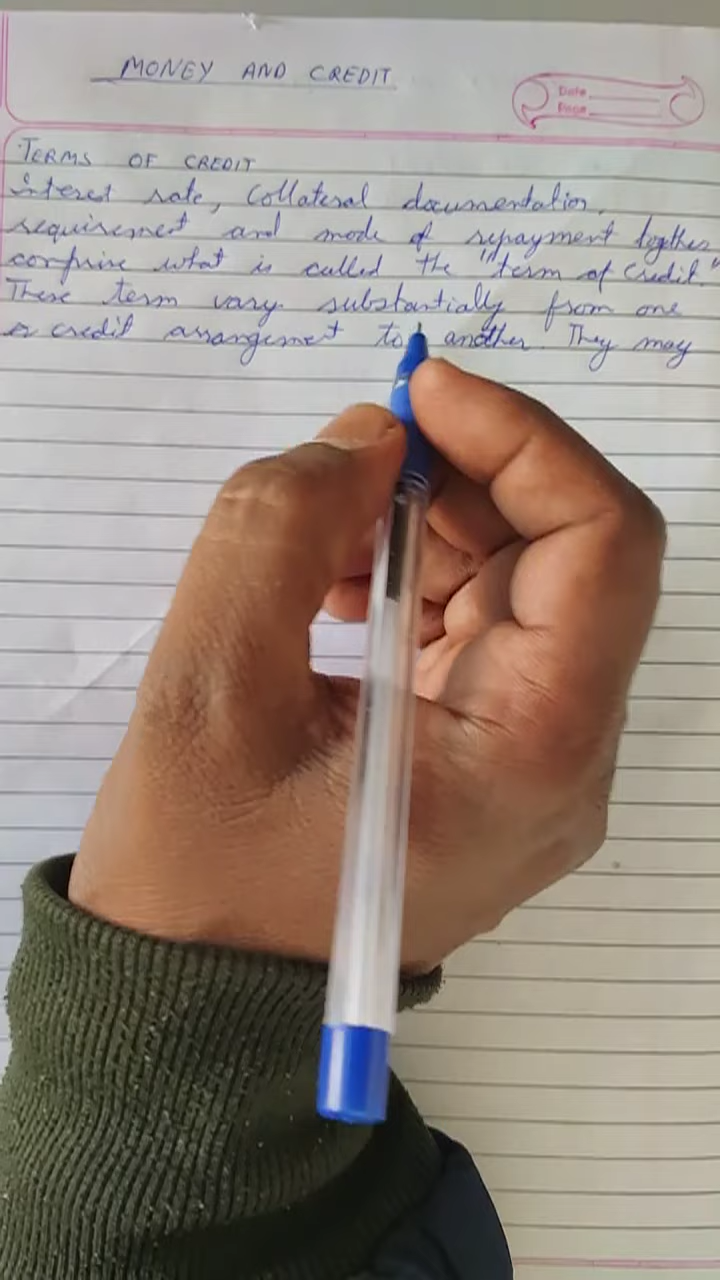 MONEY AND CREDIT
Date
Page
TERMS OF CREDIT
Interest rate, Collateral documentation,
requirement and mode of repayment together
comprise what is called the "term of Credit."
These term vary substantially from one
credit arrangement to another. They may